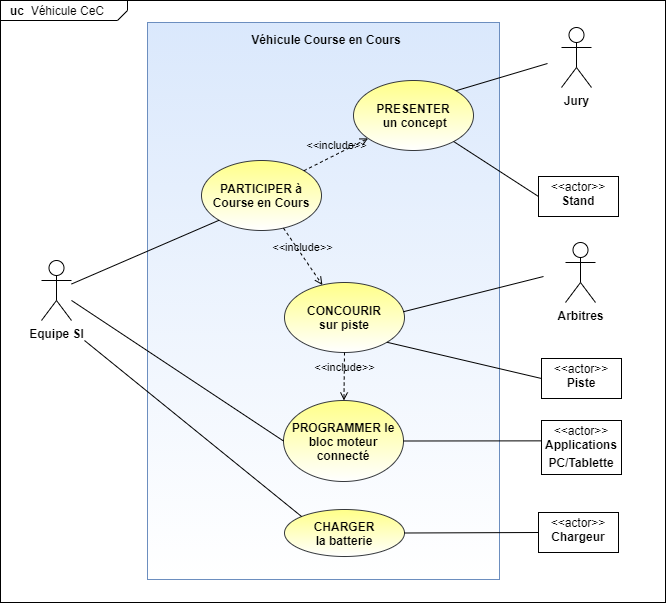 uc Véhicule CeC
Véhicule Course en Cours
Jury
PRESENTER
un concept
<<include>>
<<actor>>
Stand
PARTICIPER à
Course en Cours
<<include>>
Equipe SI
CONCOURIR
sur piste
Arbitres
<<include>>
<<actor>>
Piste
PROGRAMMER le
bloc moteur
connecté
<<actor>>
Applications
PC/Tablette
CHARGER
la batterie
<<actor>>
Chargeur